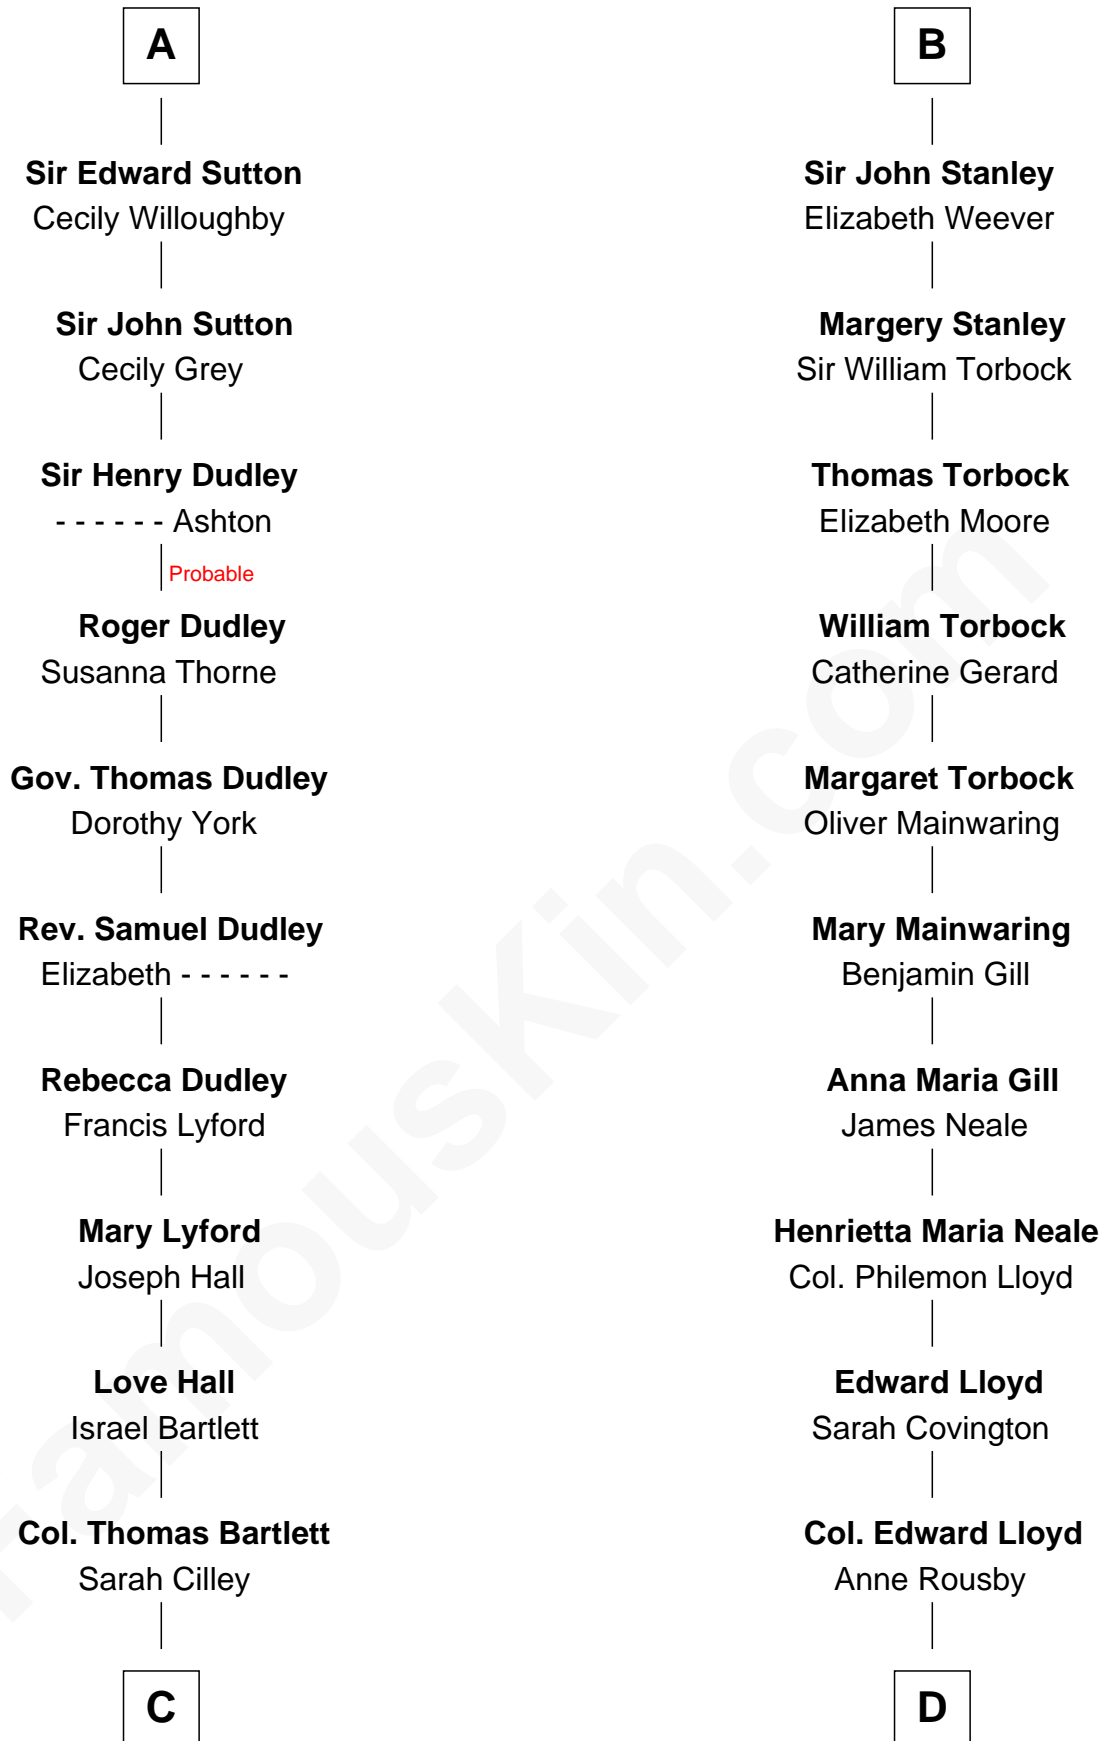 A
Sir Edward Sutton
Cecily Willoughby
Sir John Sutton
Cecily Grey
Sir Henry Dudley
- - - - - - Ashton
Probable
Roger Dudley
Susanna Thorne
Gov. Thomas Dudley
Dorothy York
Rev. Samuel Dudley
Elizabeth - - - - - -
Rebecca Dudley
Francis Lyford
Mary Lyford
Joseph Hall
Love Hall
Israel Bartlett
Col. Thomas Bartlett
Sarah Cilley
C
B
Sir John Stanley
Elizabeth Weever
Margery Stanley
Sir William Torbock
Thomas Torbock
Elizabeth Moore
William Torbock
Catherine Gerard
Margaret Torbock
Oliver Mainwaring
Mary Mainwaring
Benjamin Gill
Anna Maria Gill
James Neale
Henrietta Maria Neale
Col. Philemon Lloyd
Edward Lloyd
Sarah Covington
Col. Edward Lloyd
Anne Rousby
D
FamousKin.com